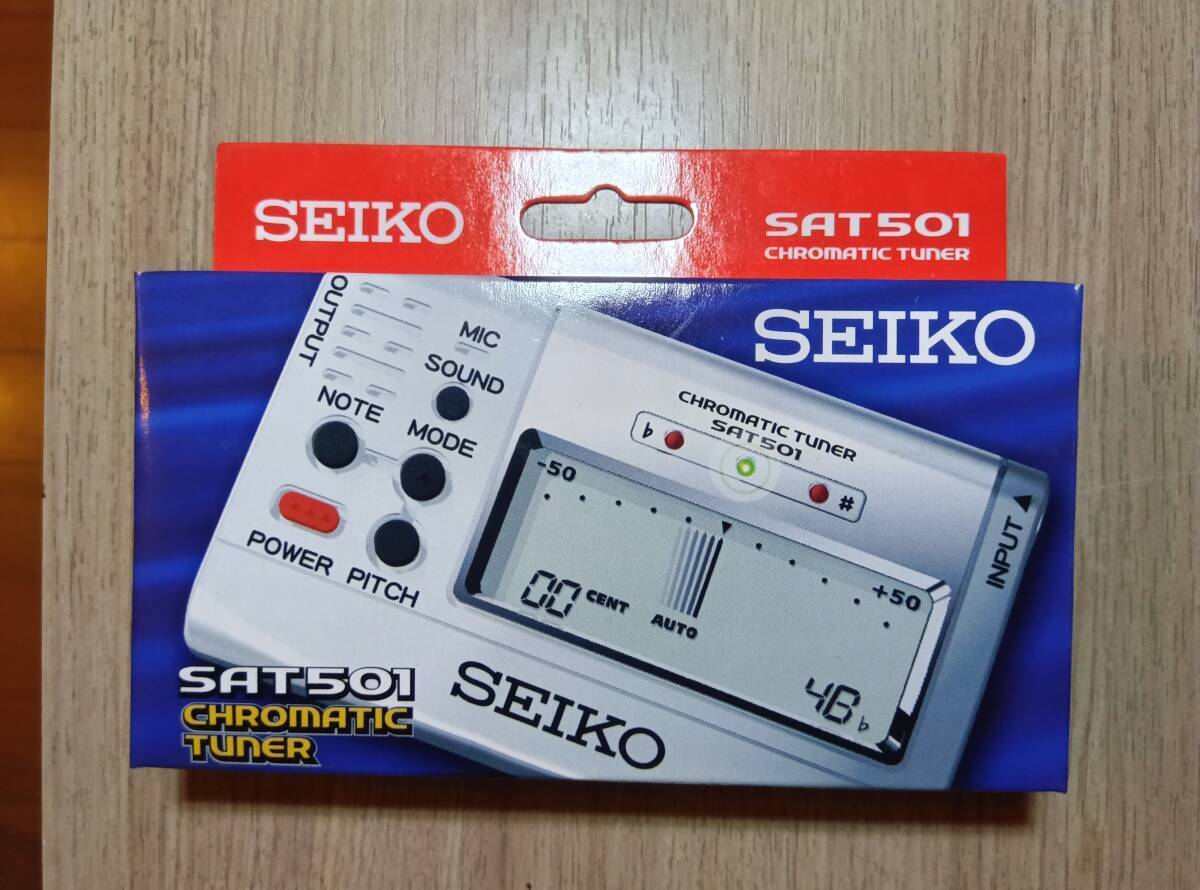 SEIKO
SAT501
CHROMATIC TUNER
SEIKO
OUTPUT
MIC
SOUND
NOTE
MODE
POWER
PITCH
CHROMATIC TUNER
SAT501
♭
#
-50
+50
00 CENT
AUTO
4B♭
INPUT ▲
SEIKO
SAT501
CHROMATIC
TUNER